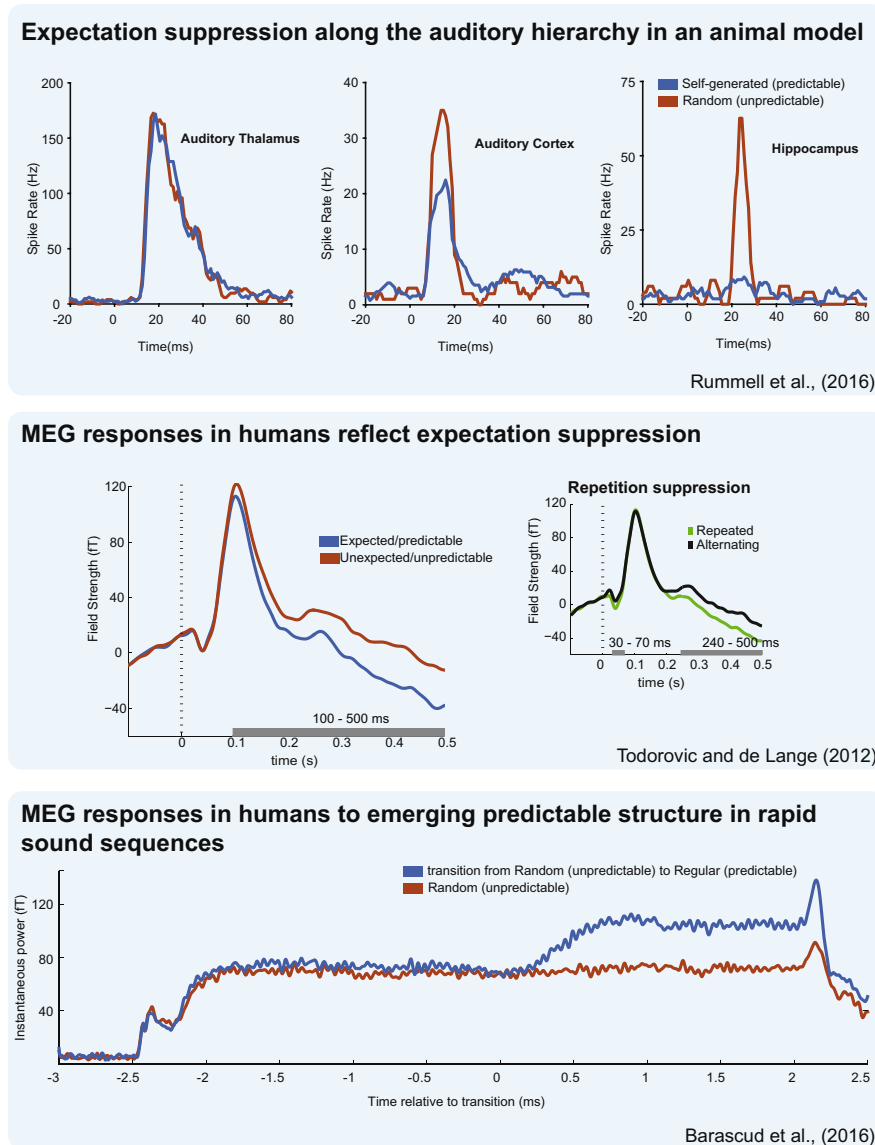 Expectation suppression along the auditory hierarchy in an animal model
200
150
100
50
0
Spike Rate (Hz)
Auditory Thalamus
-20 0 20 40 60 80
Time(ms)
40
30
20
10
0
Spike Rate (Hz)
Auditory Cortex
-20 0 20 40 60 80
Time(ms)
75
50
25
0
Spike Rate (Hz)
Self-generated (predictable)
Random (unpredictable)
Hippocampus
-20 0 20 40 60 80
Time(ms)
Rummell et al., (2016)
MEG responses in humans reflect expectation suppression
120
80
40
0
−40
Field Strength (fT)
Expected/predictable
Unexpected/unpredictable
100 - 500 ms
0 0.1 0.2 0.3 0.4 0.5
time (s)
Repetition suppression
120
80
40
0
−40
Field Strength (fT)
Repeated
Alternating
30 - 70 ms 240 - 500 ms
0 0.1 0.2 0.3 0.4 0.5
time (s)
Todorovic and de Lange (2012)
MEG responses in humans to emerging predictable structure in rapid
sound sequences
transition from Random (unpredictable) to Regular (predictable)
Random (unpredictable)
120
80
40
Instantaneous power (fT)
-3 -2.5 -2 -1.5 -1 -0.5 0 0.5 1 1.5 2 2.5
Time relative to transition (ms)
Barascud et al., (2016)